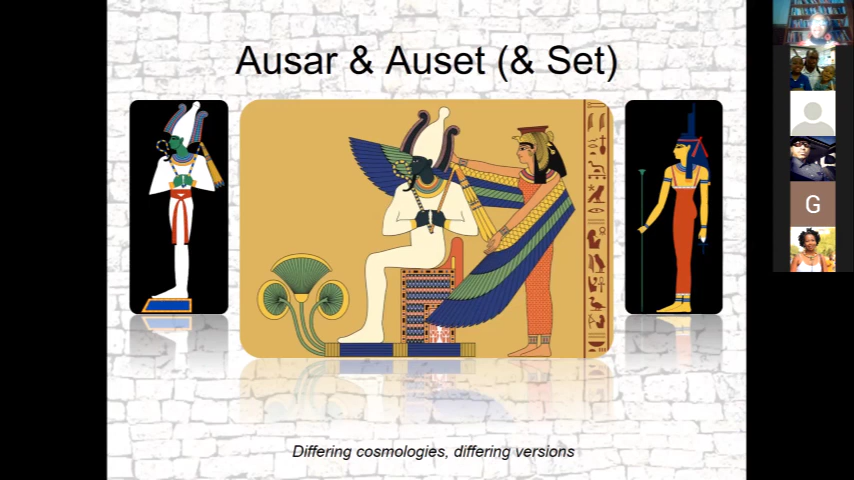 Ausar & Auset (& Set)
Differing cosmologies, differing versions
G